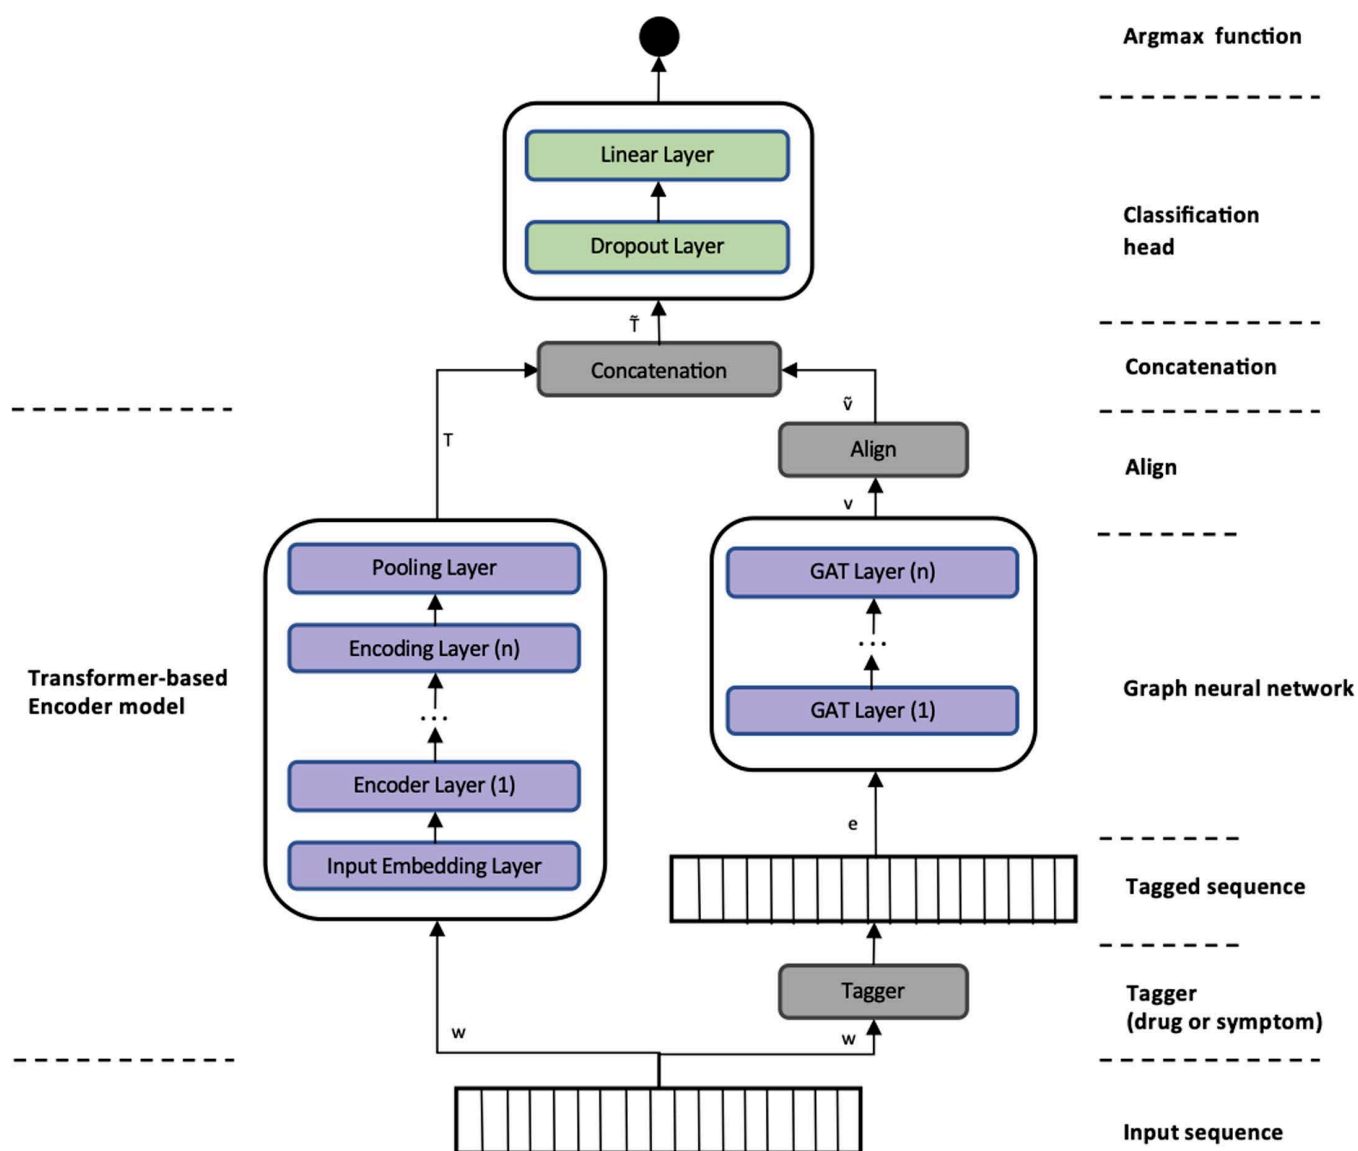 Argmax function
Linear Layer
Classification
head
Dropout Layer
T̃
Concatenation
Concatenation
ṽ
T
Align
Align
v
Pooling Layer
GAT Layer (n)
Encoding Layer (n)
...
Transformer-based
Encoder model
Graph neural network
GAT Layer (1)
...
Encoder Layer (1)
e
Input Embedding Layer
Tagged sequence
Tagger
Tagger
(drug or symptom)
w
w
Input sequence